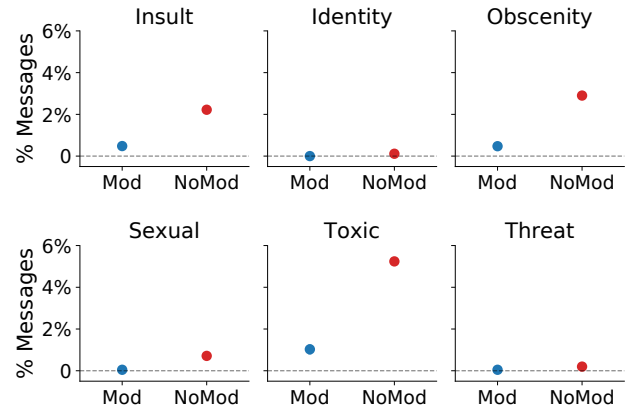 Insult Identity Obscenity
6%
4%
2%
0
% Messages
Mod NoMod Mod NoMod Mod NoMod
Sexual Toxic Threat
6%
4%
2%
0
% Messages
Mod NoMod Mod NoMod Mod NoMod